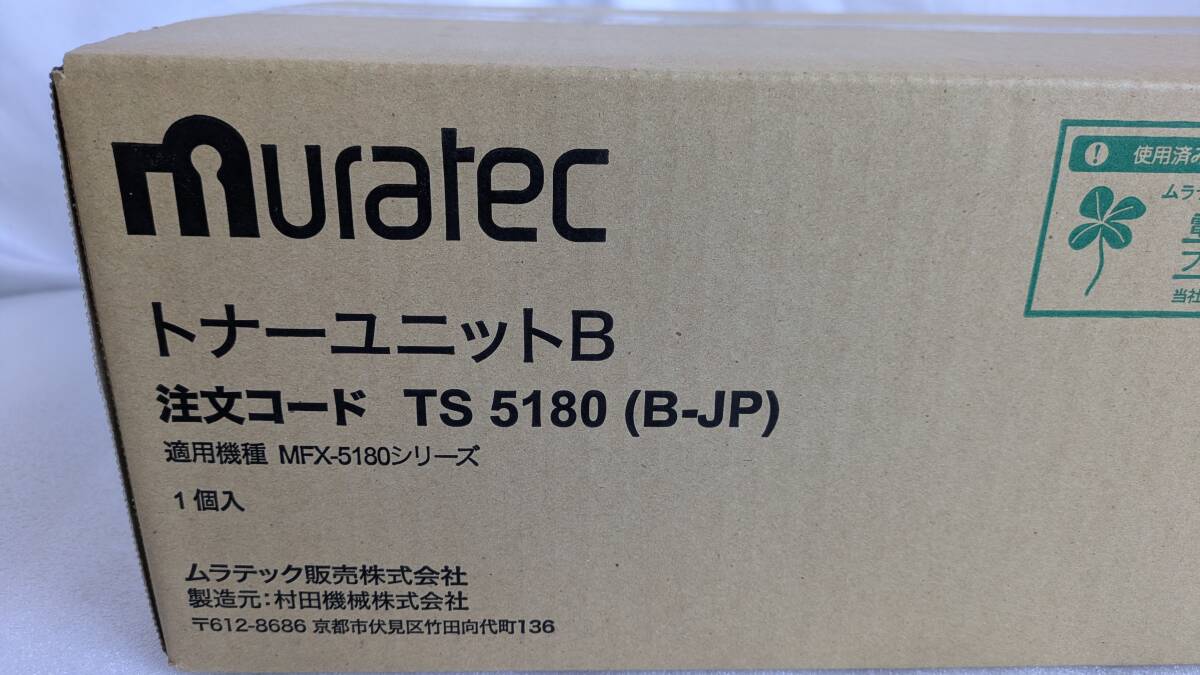 muratec
トナーユニットB
注文コード TS 5180 (B-JP)
適用機種 MFX-5180シリーズ
1個入
ムラテック販売株式会社
製造元：村田機械株式会社
〒612-8686 京都市伏見区竹田向代町136
使用済み
ムラ
当社